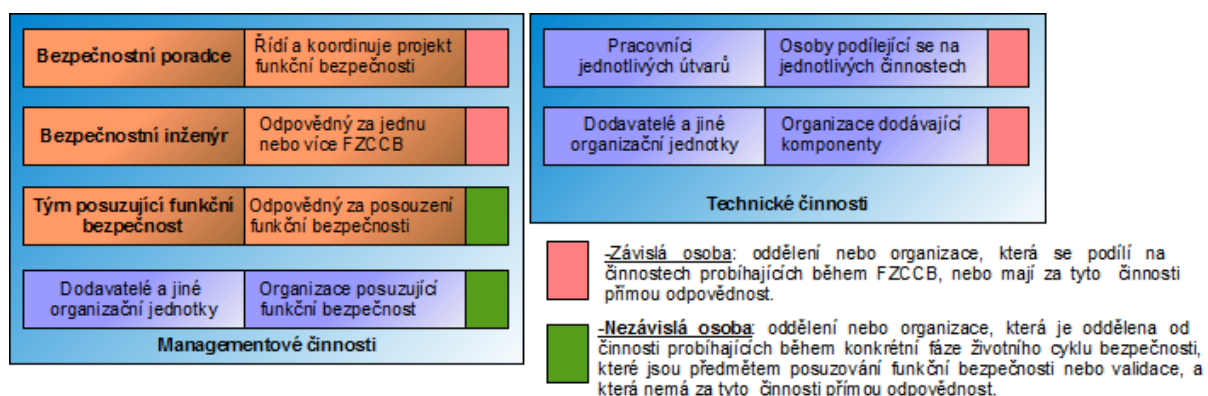 Bezpečnostní poradce
Řídí a koordinuje projekt
funkční bezpečnosti
Bezpečnostní inženýr
Odpovědný za jednu
nebo více FZCCB
Tým posuzující funkční
bezpečnost
Odpovědný za posouzení
funkční bezpečnosti
Dodavatelé a jiné
organizační jednotky
Organizace posuzující
funkční bezpečnost
Managementové činnosti
Pracovníci
jednotlivých útvarů
Osoby podílející se na
jednotlivých činnostech
Dodavatelé a jiné
organizační jednotky
Organizace dodávající
komponenty
Technické činnosti
-Závislá osoba: oddělení nebo organizace, která se podílí na
činnostech probíhajících během FZCCB, nebo mají za tyto činnosti
přímou odpovědnost.
-Nezávislá osoba: oddělení nebo organizace, která je oddělena od
činnosti probíhajících během konkrétní fáze životního cyklu bezpečnosti,
které jsou předmětem posuzování funkční bezpečnosti nebo validace, a
která nemá za tyto činnosti přímou odpovědnost.